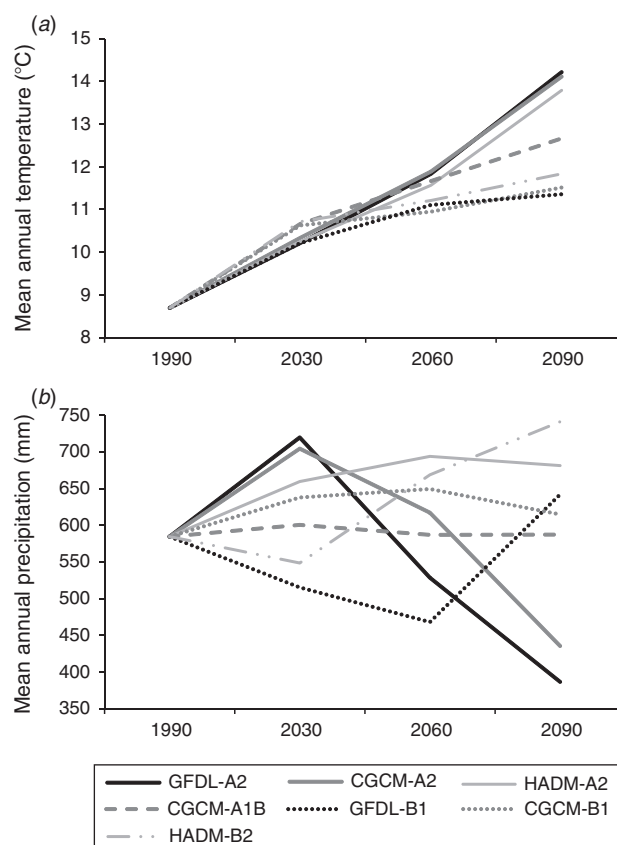 (a)
15
14
13
12
11
10
9
8
Mean annual temperature (°C)
1990 2030 2060 2090
(b)
750
700
650
600
550
500
450
400
350
Mean annual precipitation (mm)
1990 2030 2060 2090
GFDL-A2 CGCM-A2 HADM-A2
CGCM-A1B GFDL-B1 CGCM-B1
HADM-B2